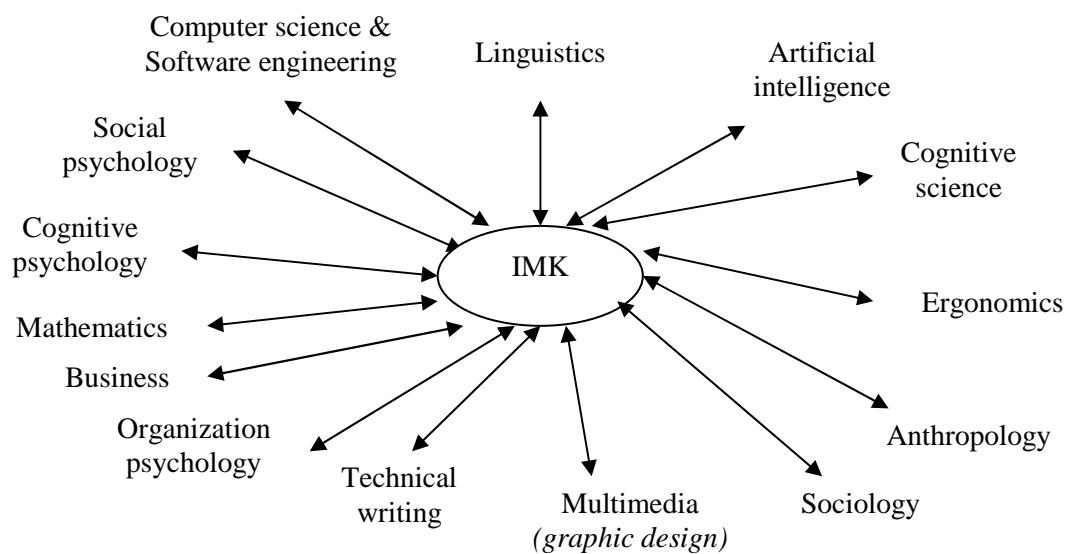 Computer science &
Software engineering
Linguistics
Artificial
intelligence
Social
psychology
Cognitive
science
Cognitive
psychology
IMK
Ergonomics
Mathematics
Business
Organization
psychology
Anthropology
Technical
writing
Multimedia
(graphic design)
Sociology